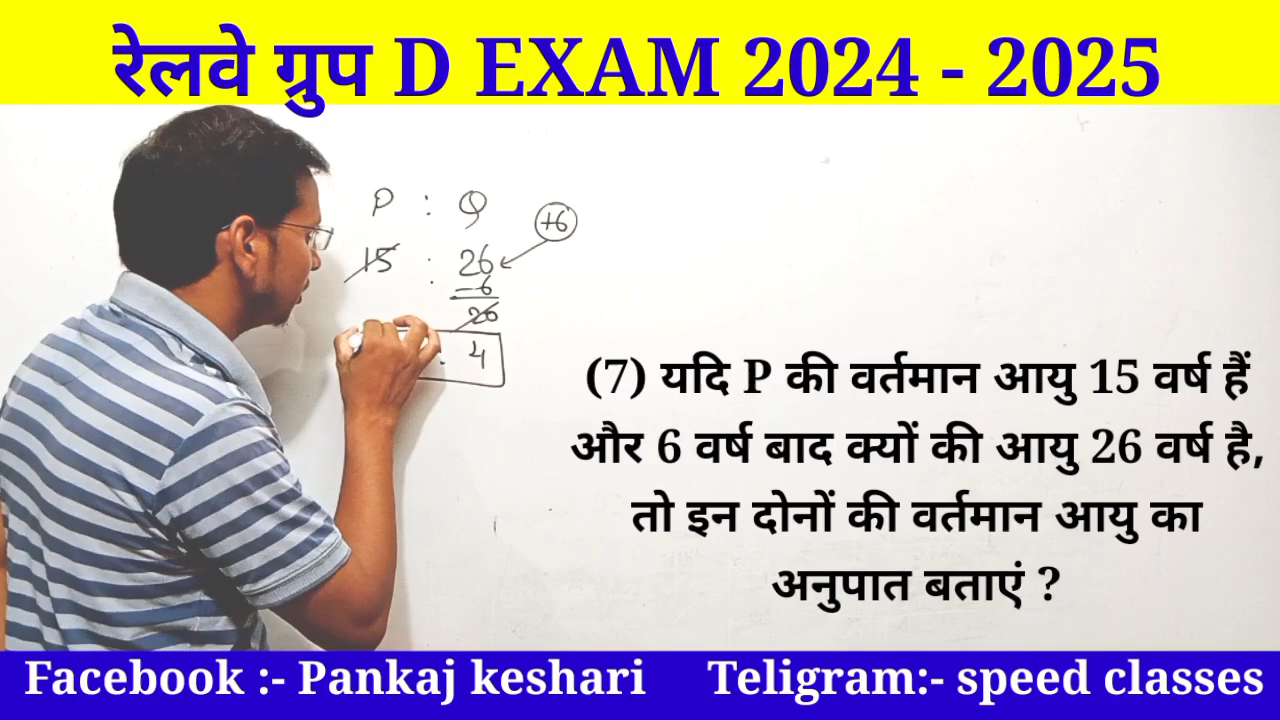 रेलवे ग्रुप D EXAM 2024 - 2025
P : Q
+6
15 : 26
-6
20
: 4
(7) यदि P की वर्तमान आयु 15 वर्ष हैं
और 6 वर्ष बाद क्यों की आयु 26 वर्ष है,
तो इन दोनों की वर्तमान आयु का
अनुपात बताएं ?
Facebook :- Pankaj keshari Teligram:- speed classes